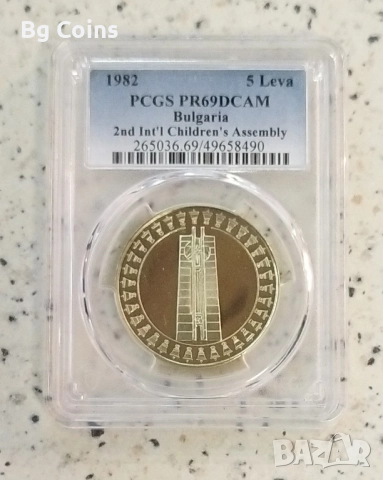 Bg Coins
1982 5 Leva
PCGS PR69DCAM
Bulgaria
2nd Int'l Children's Assembly
265036.69/49658490
BAZAR